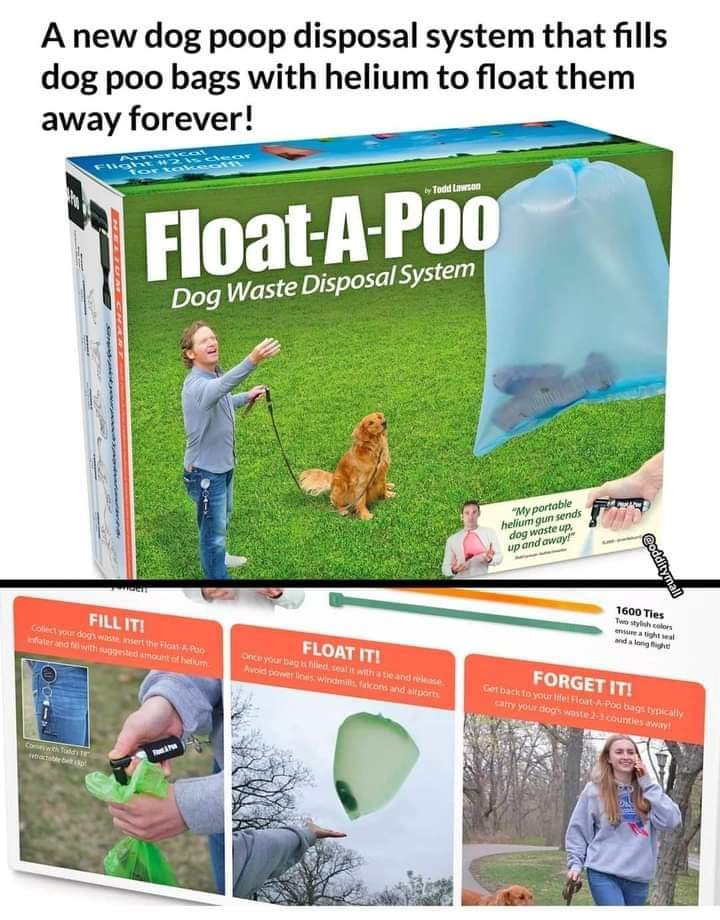 A new dog poop disposal system that fills
dog poo bags with helium to float them
away forever!
America!
Flight #2 is clear
for takeoff!
by Todd Lawson
Float-A-Poo
Dog Waste Disposal System
HELIUM CHART
"My portable
helium gun sends
dog waste up,
up and away!"
@odditymall
1600 Ties
Two stylish colors
ensure a tight seal
and a long flight!
FILL IT!
Collect your dog's waste, insert the Float-A-Poo
inflater and fill with suggested amount of helium
Comes with Todd's 18"
retractable belt clip!
Float-A-Poo
FLOAT IT!
Once your bag is filled, seal it with a tie and release.
Avoid power lines, windmills, falcons and airports
FORGET IT!
Get back to your life! Float-A-Poo bags typically
carry your dog's waste 2-3 counties away!